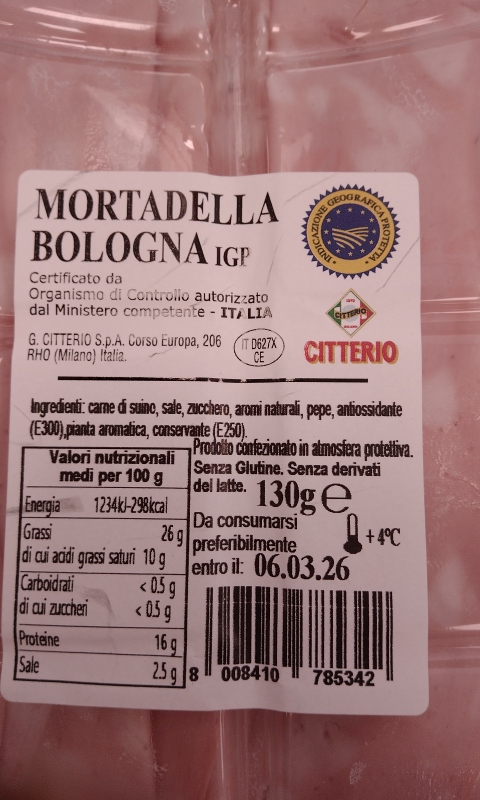 MORTADELLA
BOLOGNA IGP
INDICAZIONE GEOGRAFICA PROTETTA
Certificato da
Organismo di Controllo autorizzato
dal Ministero competente - ITALIA
G. CITTERIO S.p.A. Corso Europa, 206
RHO (Milano) Italia.
IT D627X
CE
CITTERIO
CITTERIO
Ingredienti: carne di suino, sale, zucchero, aromi naturali, pepe, antiossidante
(E300),pianta aromatica, conservante (E250).
Prodotto confezionato in atmosfera protettiva.
Senza Glutine. Senza derivati
del latte. 130g e
Da consumarsi
preferibilmente
entro il: 06.03.26
+4°C
Valori nutrizionali
medi per 100 g
Energia 1234kJ-298kcal
Grassi 26 g
di cui acidi grassi saturi 10 g
Carboidrati < 0.5 g
di cui zuccheri < 0.5 g
Proteine 16 g
Sale 2.5 g
8 008410 785342